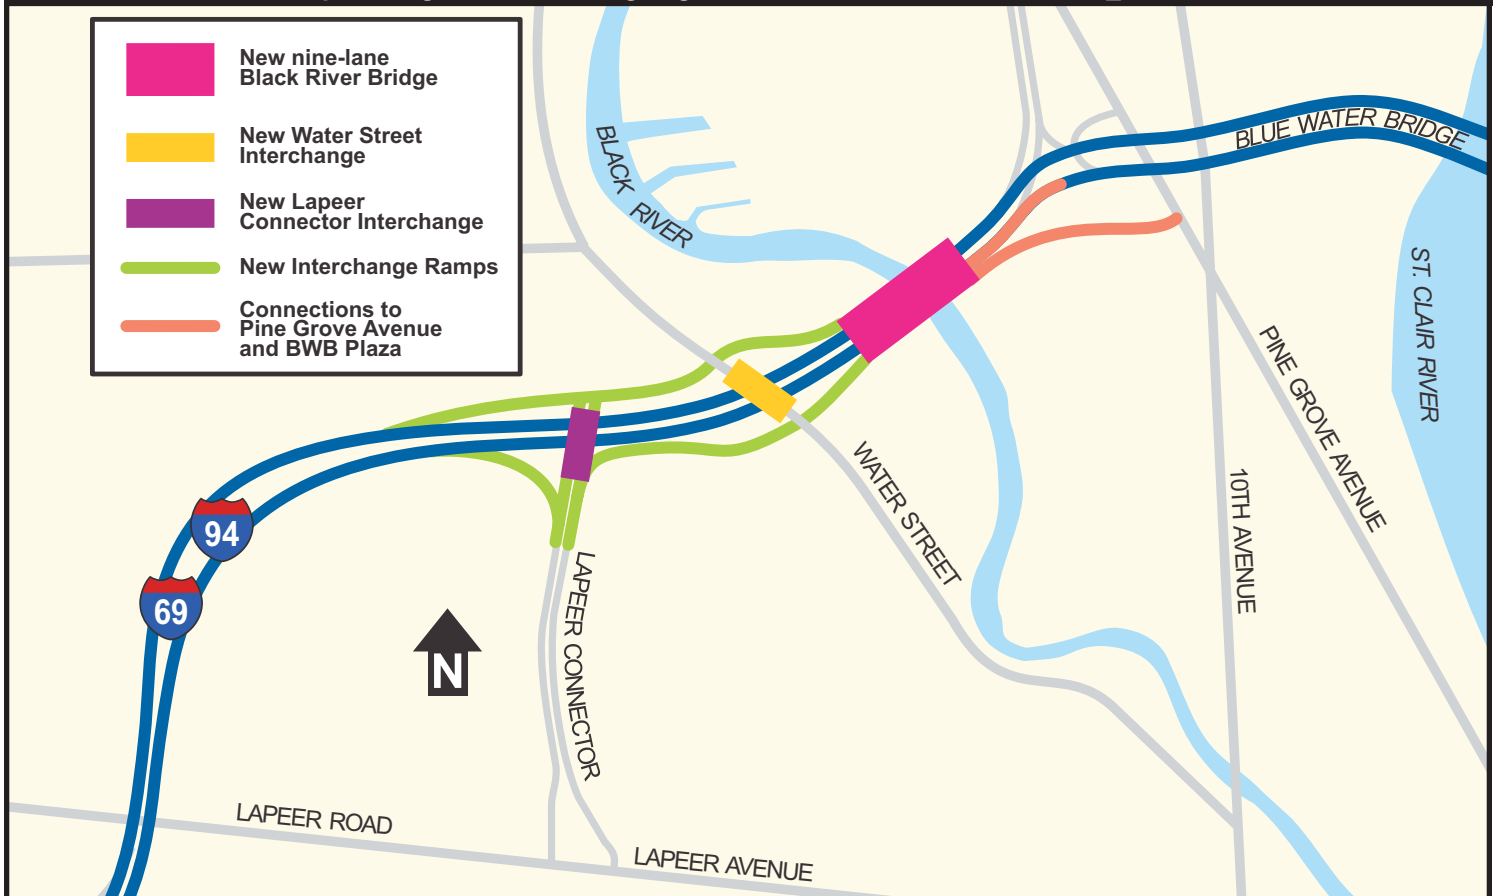 New nine-lane
Black River Bridge
New Water Street
Interchange
New Lapeer
Connector Interchange
New Interchange Ramps
Connections to
Pine Grove Avenue
and BWB Plaza
BLACK RIVER
BLUE WATER BRIDGE
ST. CLAIR RIVER
PINE GROVE AVENUE
10TH AVENUE
WATER STREET
94
69
N
LAPEER CONNECTOR
LAPEER ROAD
LAPEER AVENUE